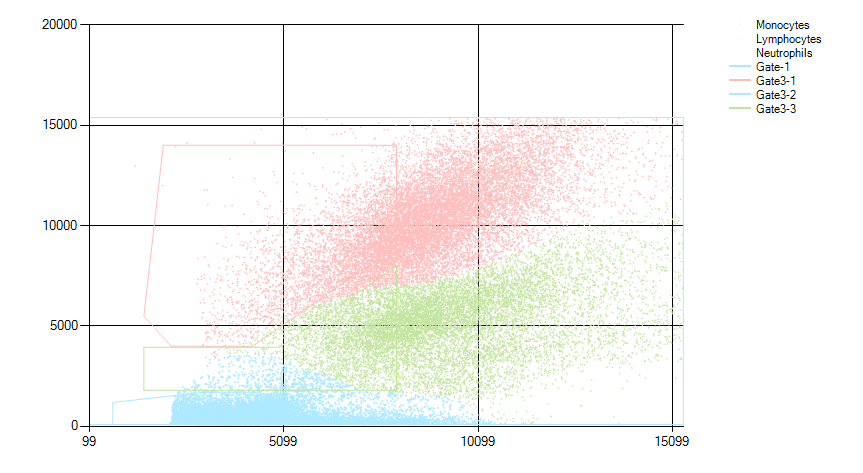 20000
15000
10000
5000
0
99
5099
10099
15099
Monocytes
Lymphocytes
Neutrophils
Gate-1
Gate3-1
Gate3-2
Gate3-3